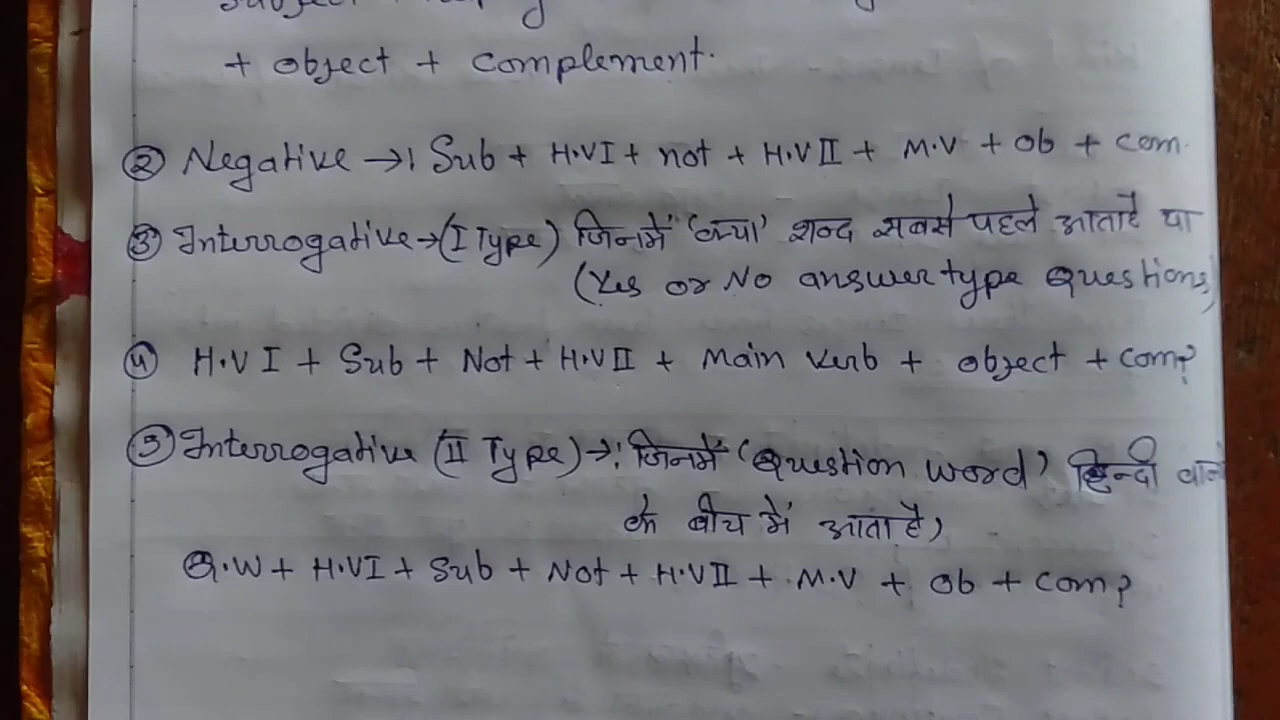 + object + complement.
② Negative →: Sub + H.V I + not + H.V II + M.V + Ob + com.
③ Interrogative → (I Type) जिनमें 'क्या' शब्द सबसे पहले आता है या
(Yes or No answer type Questions)
④ H.V I + Sub + Not + H.V II + Main Verb + object + com?
⑤ Interrogative (II Type) →: जिनमें 'Question word' हिन्दी
के बीच में आता है,
Q.W + H.V I + Sub + Not + H.V II + M.V + Ob + com?